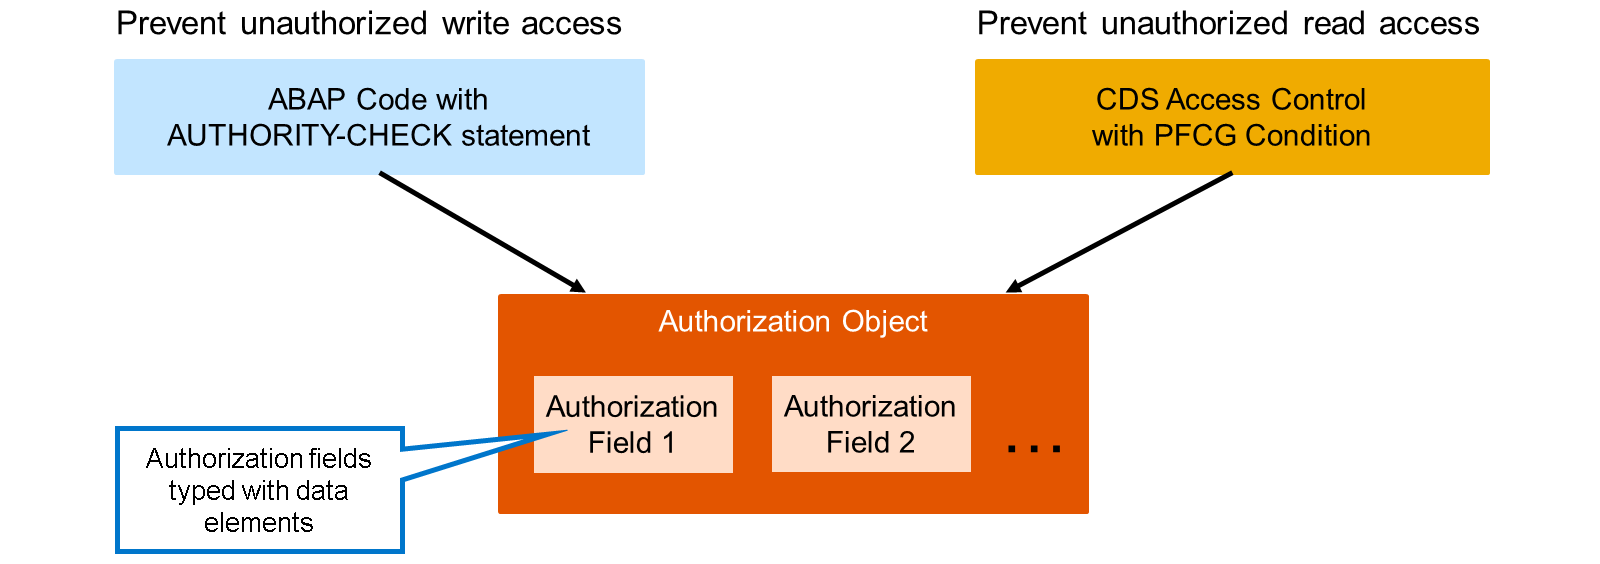 Prevent unauthorized write access
Prevent unauthorized read access
ABAP Code with
AUTHORITY-CHECK statement
CDS Access Control
with PFCG Condition
Authorization Object
Authorization
Field 1
Authorization
Field 2
...
Authorization fields
typed with data
elements